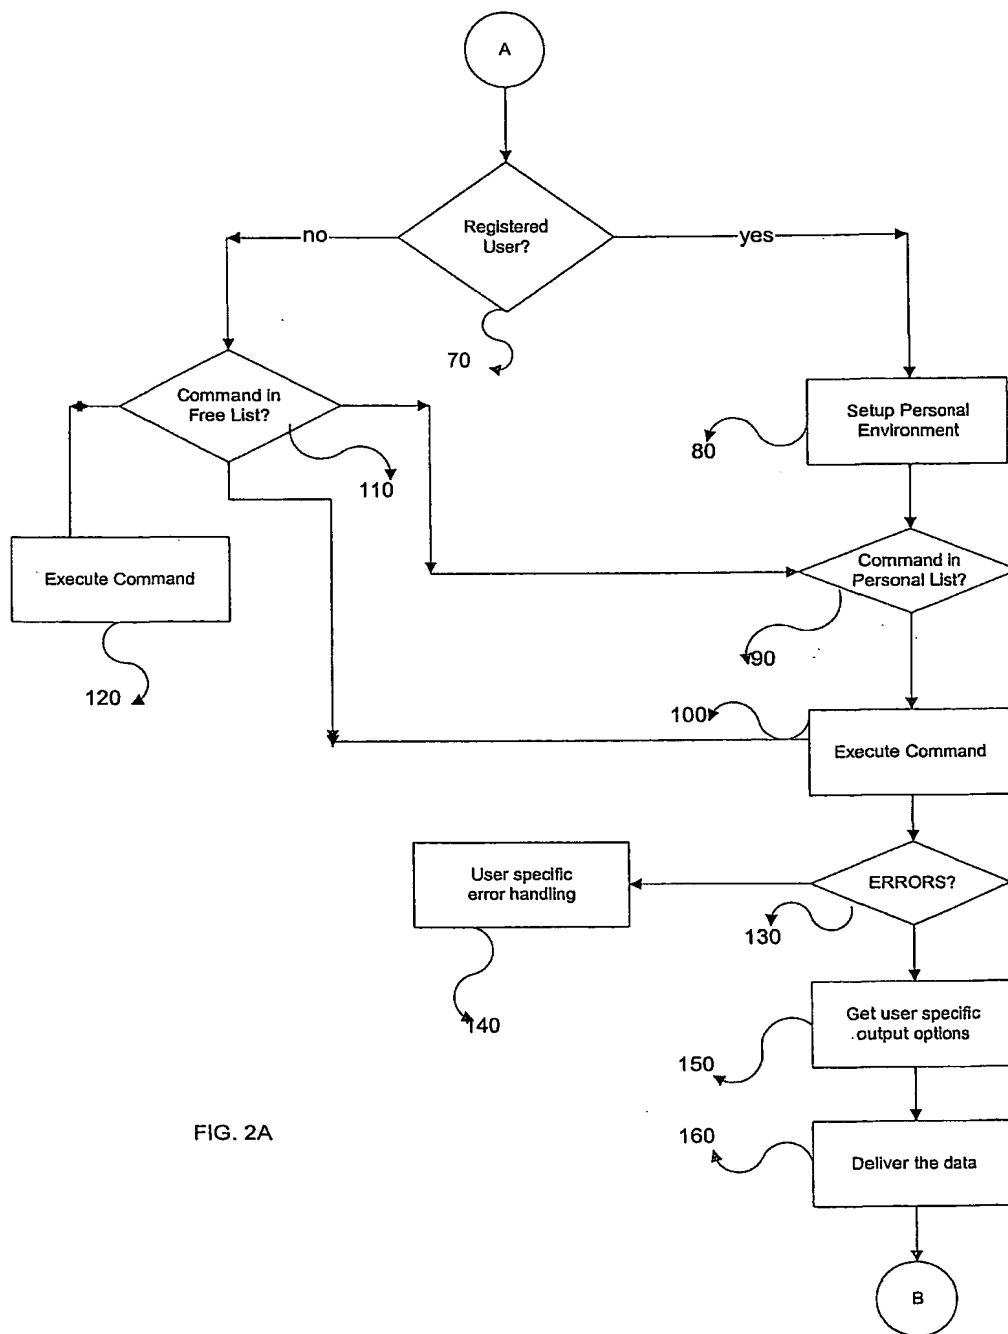 A
Registered
User?
no
yes
70
Command in
Free List?
110
Setup Personal
Environment
80
Execute Command
120
Command in
Personal List?
90
100
Execute Command
ERRORS?
130
User specific
error handling
140
Get user specific
output options
150
160
Deliver the data
FIG. 2A
B